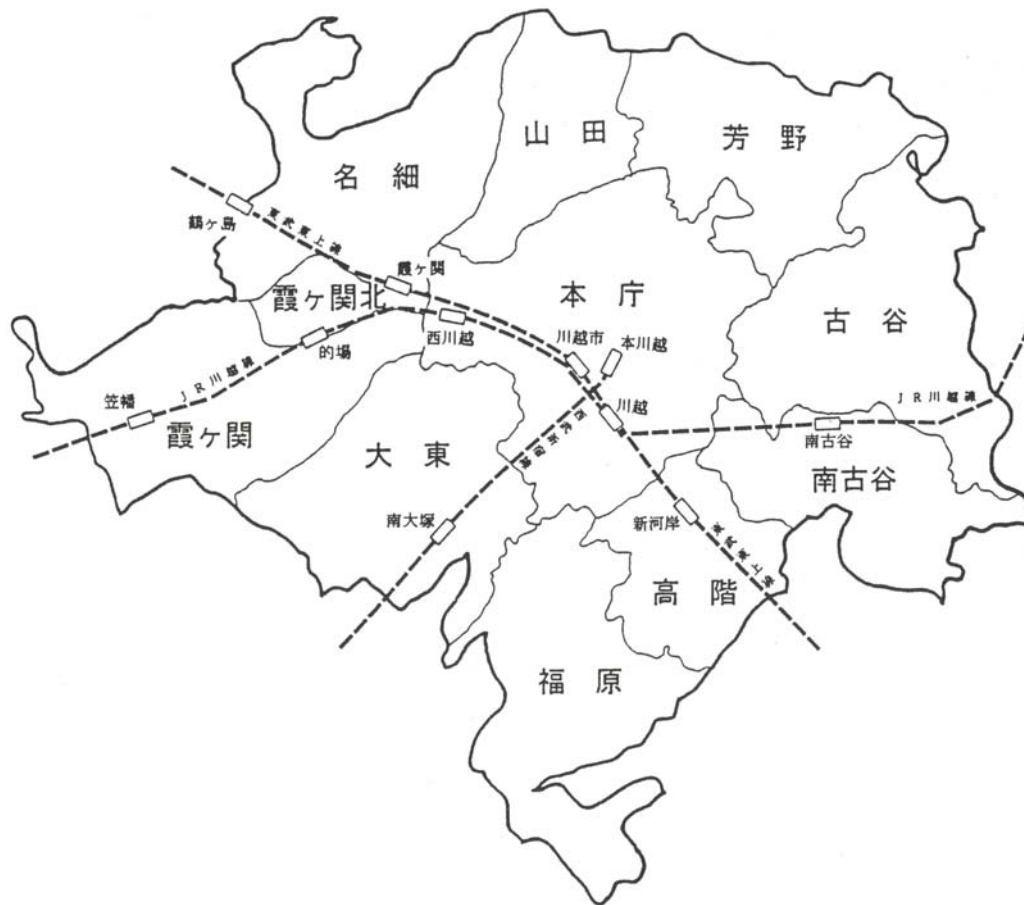 山田
芳野
名細
鶴ヶ島
東武東上線
霞ヶ関
霞ヶ関北
本庁
古谷
西川越
川越市
本川越
的場
JR川越線
笠幡
川越
JR川越線
南古谷
霞ヶ関
大東
西武新宿線
南古谷
南大塚
新河岸
東武東上線
高階
福原